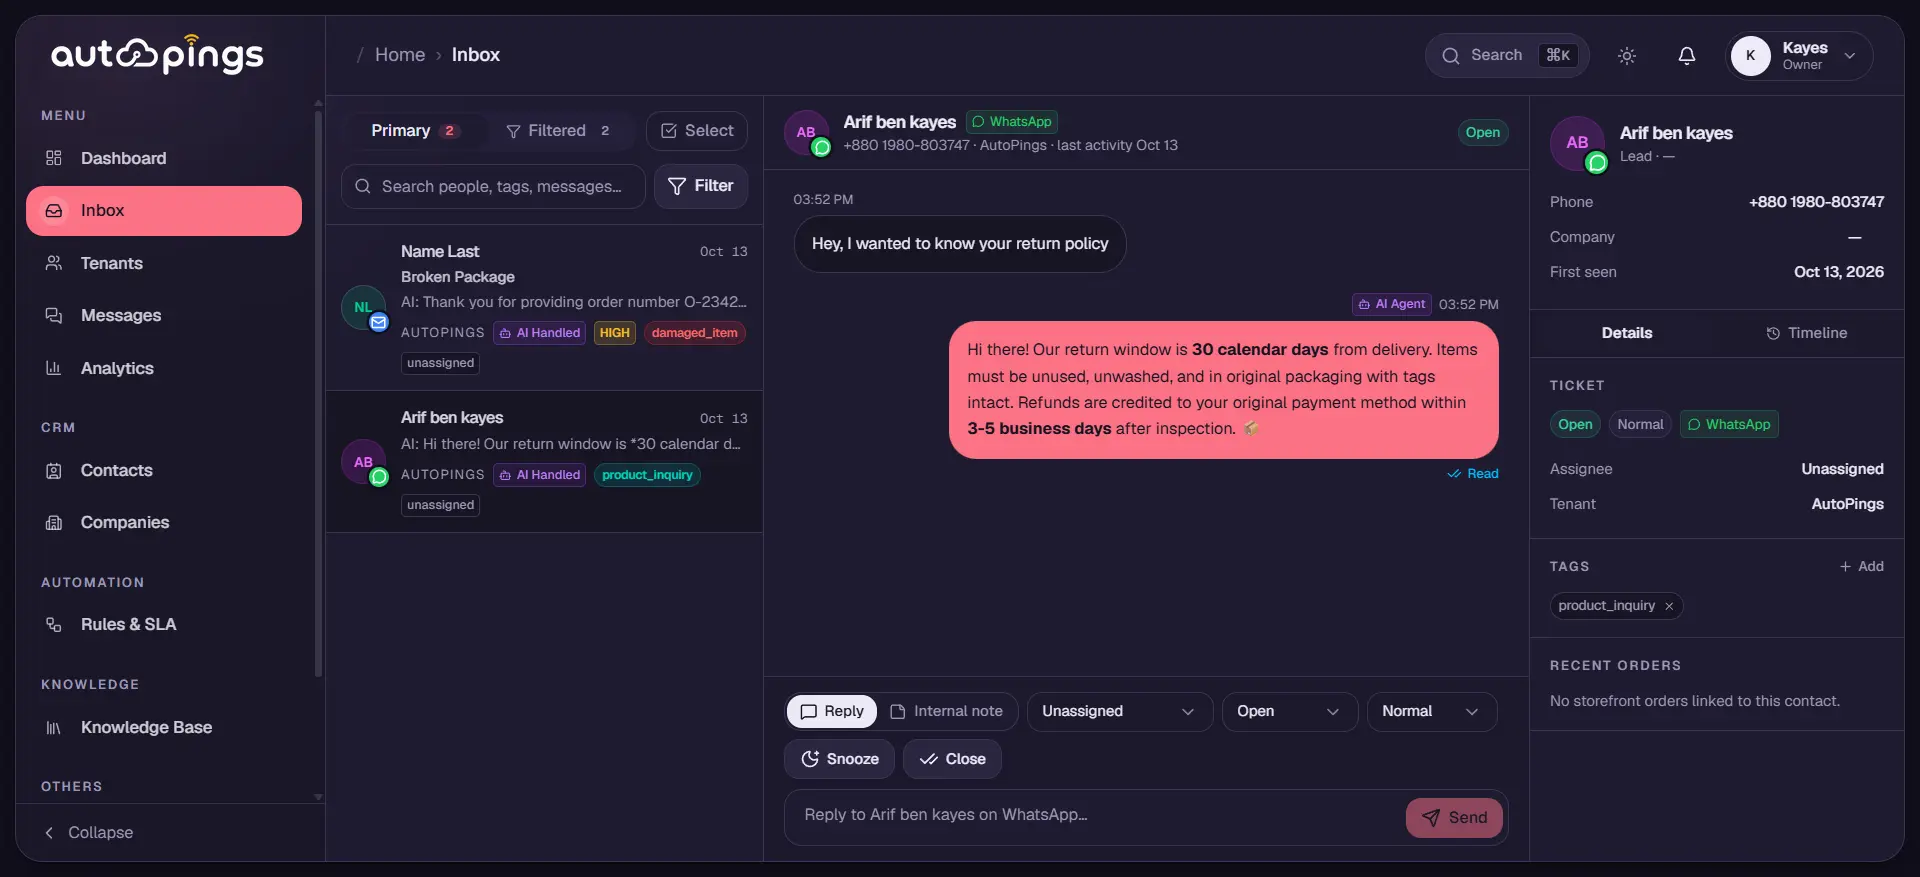 autopings
MENU
Dashboard
Inbox
Tenants
Messages
Analytics
CRM
Contacts
Companies
AUTOMATION
Rules & SLA
KNOWLEDGE
Knowledge Base
OTHERS
Collapse
/ Home › Inbox
Search ⌘K
K
Kayes
Owner
Primary 2
Filtered 2
Select
Search people, tags, messages...
Filter
NL
Name Last Oct 13
Broken Package
AI: Thank you for providing order number O-2342...
AUTOPINGS AI Handled HIGH damaged_item
unassigned
AB
Arif ben kayes Oct 13
AI: Hi there! Our return window is *30 calendar d...
AUTOPINGS AI Handled product_inquiry
unassigned
AB
Arif ben kayes WhatsApp
+880 1980-803747 · AutoPings · last activity Oct 13
Open
03:52 PM
Hey, I wanted to know your return policy
AI Agent 03:52 PM
Hi there! Our return window is 30 calendar days from delivery. Items
must be unused, unwashed, and in original packaging with tags
intact. Refunds are credited to your original payment method within
3-5 business days after inspection. 📦
Read
Reply Internal note Unassigned Open Normal
Snooze Close
Reply to Arif ben kayes on WhatsApp...
Send
AB
Arif ben kayes
Lead · —
Phone +880 1980-803747
Company —
First seen Oct 13, 2026
Details Timeline
TICKET
Open Normal WhatsApp
Assignee Unassigned
Tenant AutoPings
TAGS + Add
product_inquiry ×
RECENT ORDERS
No storefront orders linked to this contact.